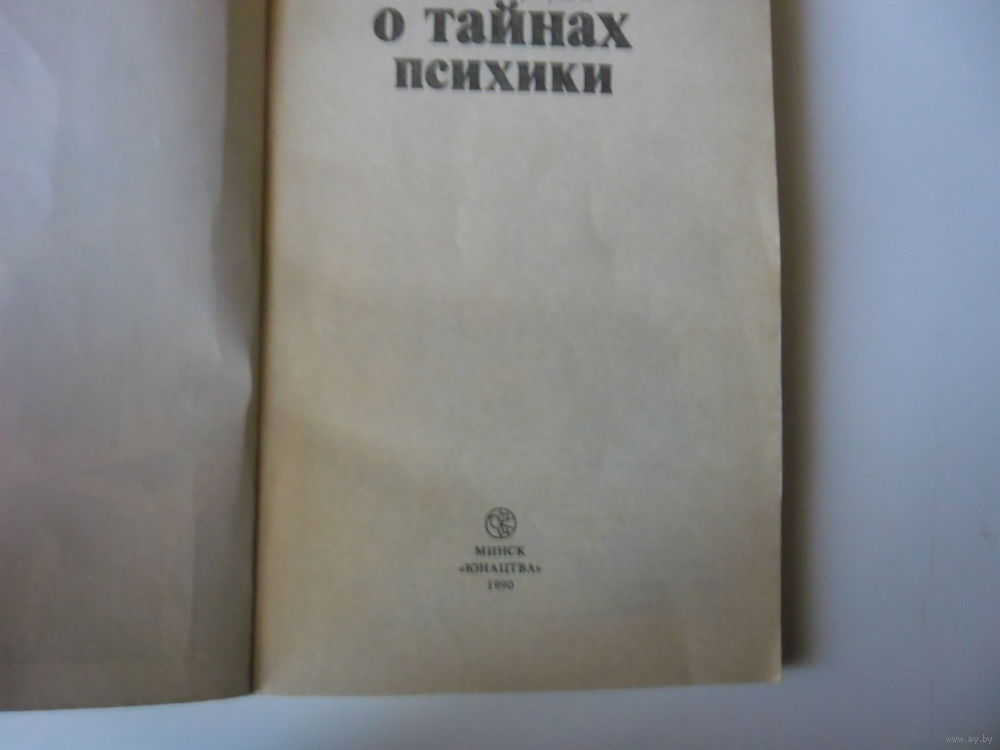 о тайнах
психики
МИНСК
«ЮНАЦТВА»
1990
www.ay.by